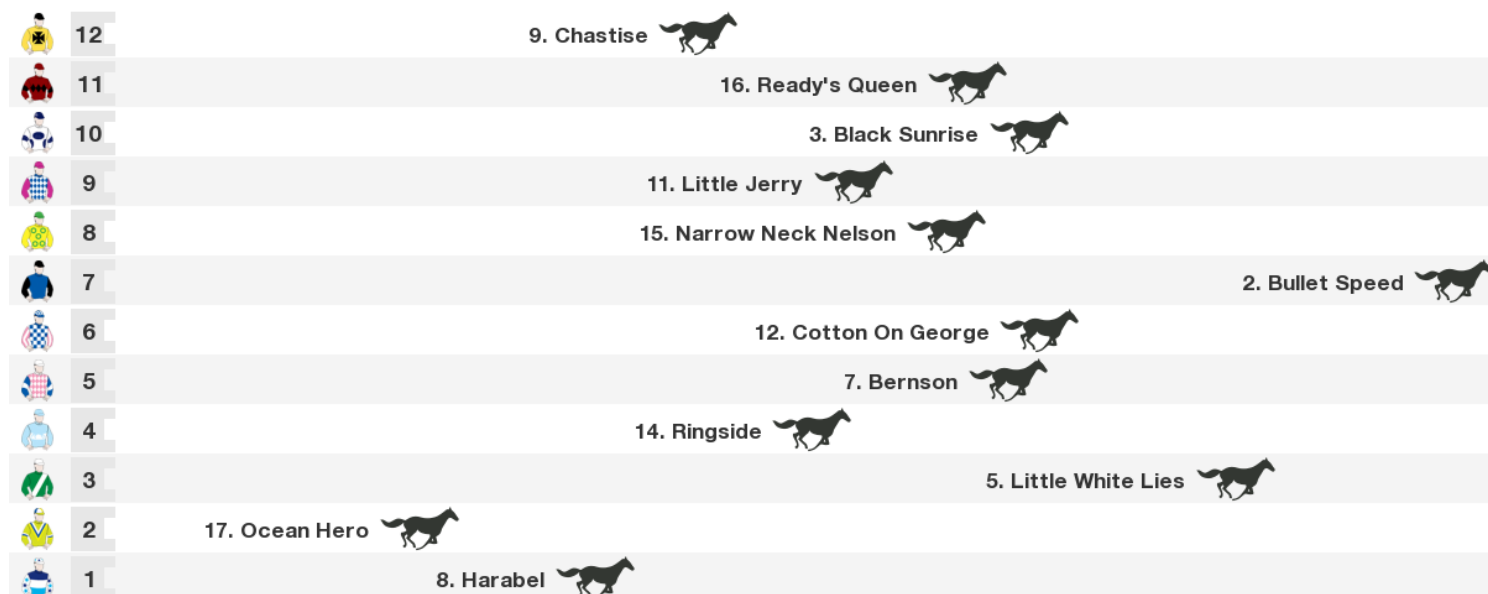 12 9. Chastise
11 16. Ready's Queen
10 3. Black Sunrise
9 11. Little Jerry
8 15. Narrow Neck Nelson
7 2. Bullet Speed
6 12. Cotton On George
5 7. Bernson
4 14. Ringside
3 5. Little White Lies
2 17. Ocean Hero
1 8. Harabel